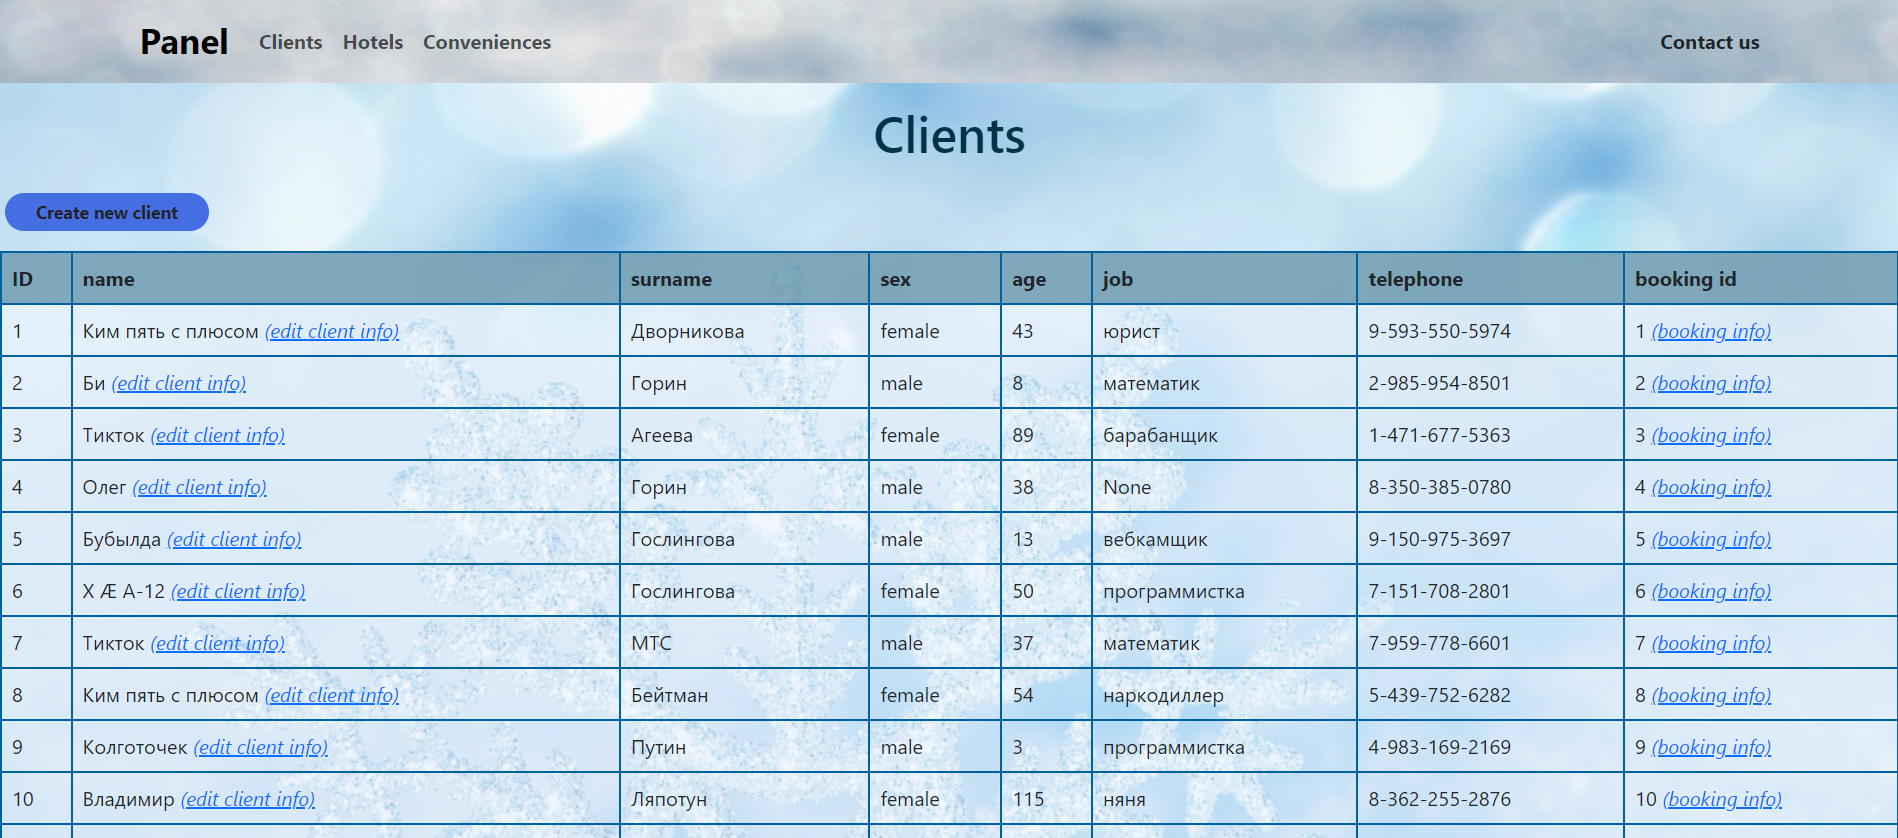 Panel Clients Hotels Conveniences Contact us
Clients
Create new client
ID name surname sex age job telephone booking id
1 Ким пять с плюсом (edit client info) Дворникова female 43 юрист 9-593-550-5974 1 (booking info)
2 Би (edit client info) Горин male 8 математик 2-985-954-8501 2 (booking info)
3 Тикток (edit client info) Агеева female 89 барабанщик 1-471-677-5363 3 (booking info)
4 Олег (edit client info) Горин male 38 None 8-350-385-0780 4 (booking info)
5 Бубылда (edit client info) Гослингова male 13 вебкамщик 9-150-975-3697 5 (booking info)
6 X Æ A-12 (edit client info) Гослингова female 50 программистка 7-151-708-2801 6 (booking info)
7 Тикток (edit client info) МТС male 37 математик 7-959-778-6601 7 (booking info)
8 Ким пять с плюсом (edit client info) Бейтман female 54 наркодиллер 5-439-752-6282 8 (booking info)
9 Колготочек (edit client info) Путин male 3 программистка 4-983-169-2169 9 (booking info)
10 Владимир (edit client info) Ляпотун female 115 няня 8-362-255-2876 10 (booking info)